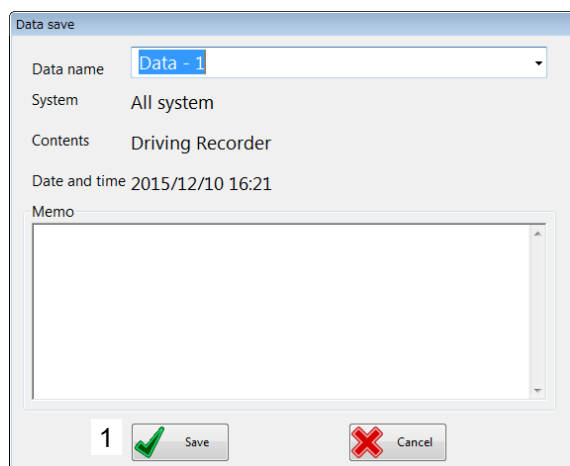 Data save
Data name Data - 1
System All system
Contents Driving Recorder
Date and time 2015/12/10 16:21
Memo
1 Save Cancel